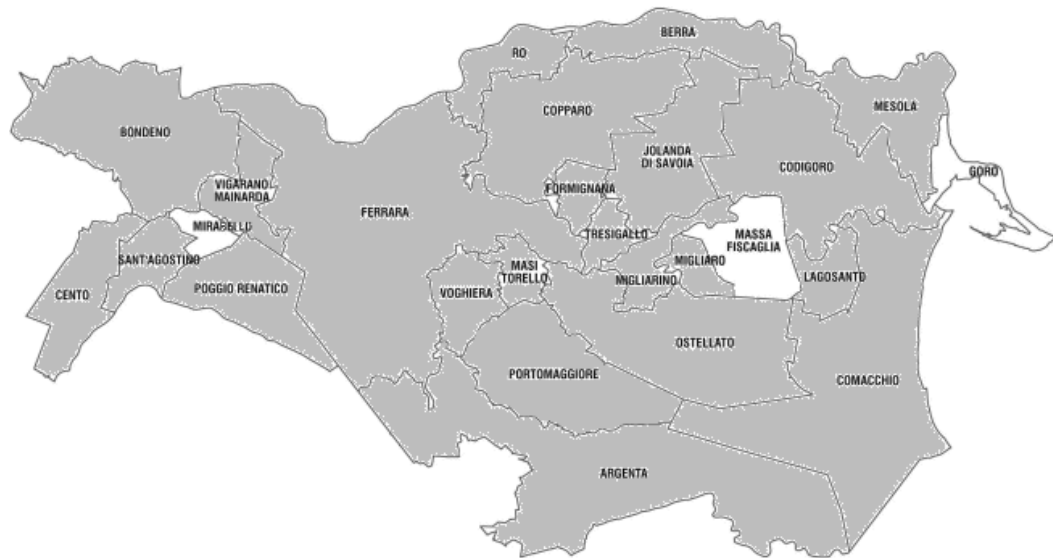 BERRA
RO
MESOLA
COPPARO
BONDENO
JOLANDA
DI SAVOIA
CODIGORO
GORO
VIGARANO
MAINARDA
FORMIGNANA
FERRARA
MIRABELLO
TRESIGALLO
MASSA
FISCAGLIA
SANT'AGOSTINO
MASI
TORELLO
MIGLIARO
CENTO
POGGIO RENATICO
VOGHIERA
MIGLIARINO
LAGOSANTO
OSTELLATO
PORTOMAGGIORE
COMACCHIO
ARGENTA